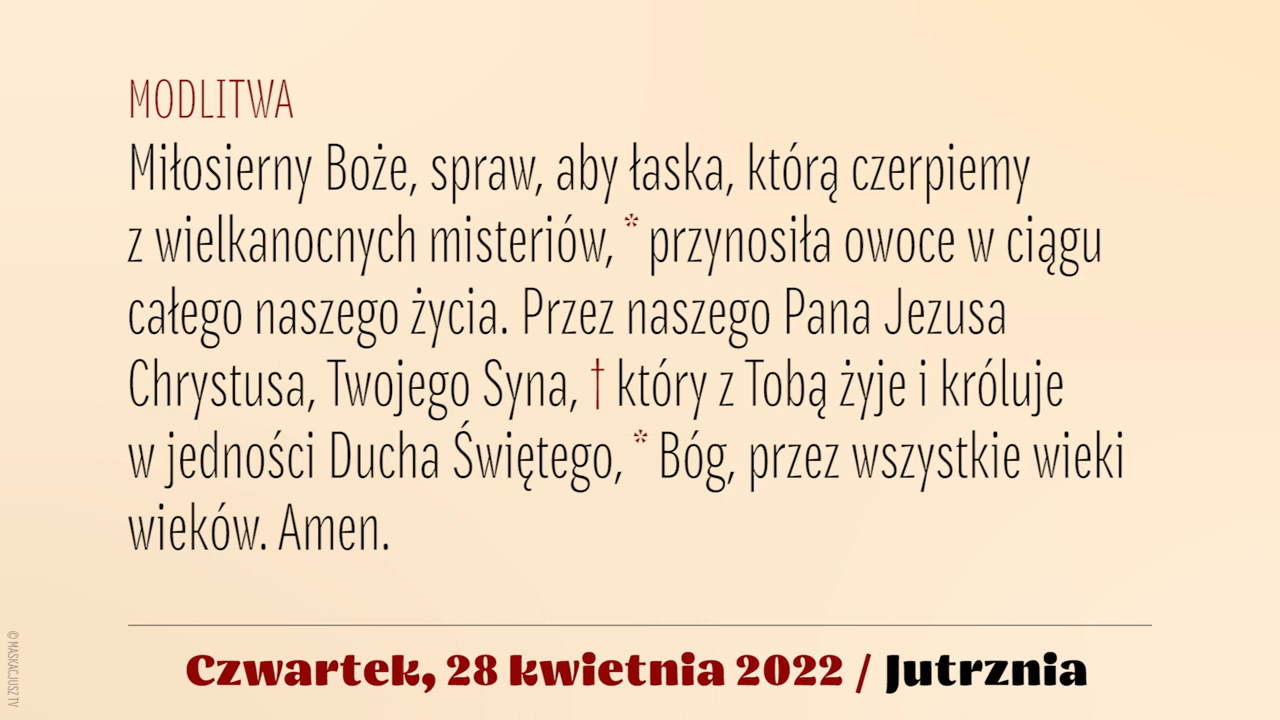 MODLITWA
Miłosierny Boże, spraw, aby łaska, którą czerpiemy
z wielkanocnych misteriów, * przynosiła owoce w ciągu
całego naszego życia. Przez naszego Pana Jezusa
Chrystusa, Twojego Syna, † który z Tobą żyje i króluje
w jedności Ducha Świętego, * Bóg, przez wszystkie wieki
wieków. Amen.
Czwartek, 28 kwietnia 2022 / Jutrznia
© MASKACJUSZ TV